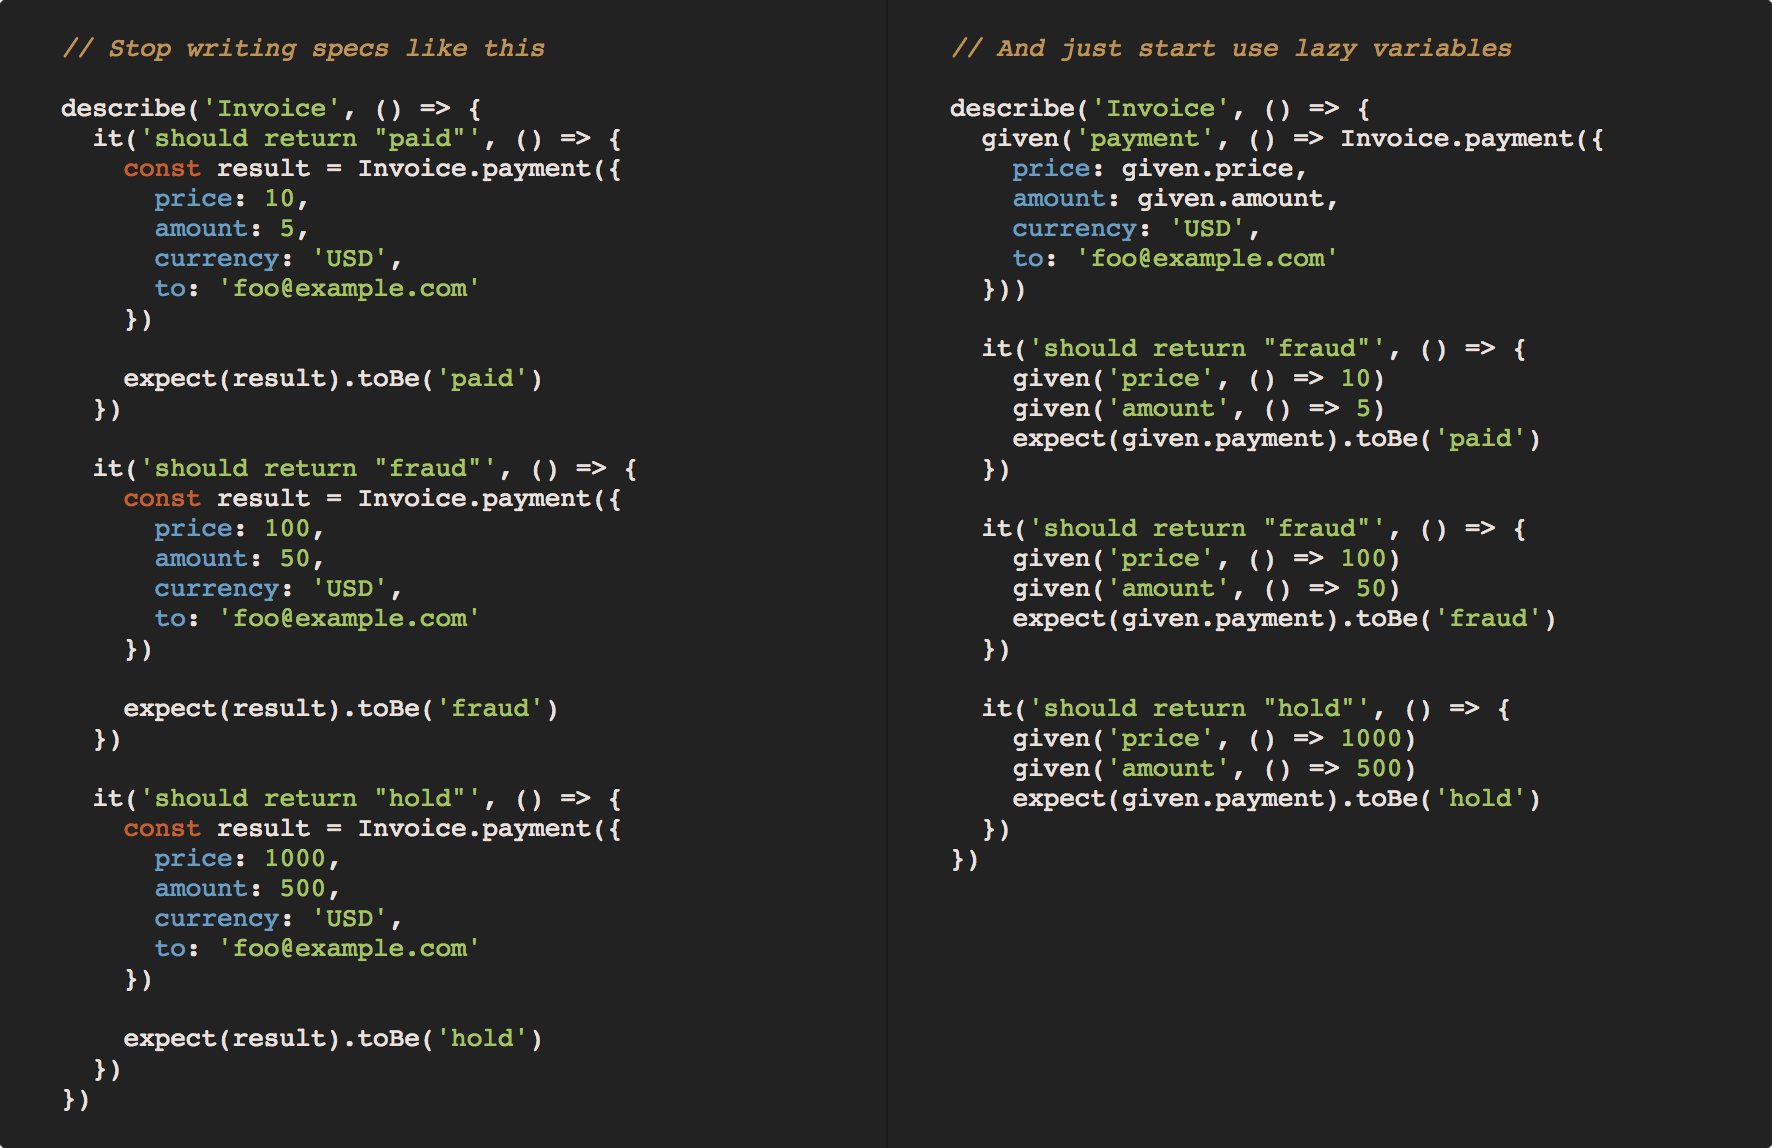 // Stop writing specs like this
describe('Invoice', () => {
it('should return "paid"', () => {
const result = Invoice.payment({
price: 10,
amount: 5,
currency: 'USD',
to: 'foo@example.com'
})
expect(result).toBe('paid')
})
it('should return "fraud"', () => {
const result = Invoice.payment({
price: 100,
amount: 50,
currency: 'USD',
to: 'foo@example.com'
})
expect(result).toBe('fraud')
})
it('should return "hold"', () => {
const result = Invoice.payment({
price: 1000,
amount: 500,
currency: 'USD',
to: 'foo@example.com'
})
expect(result).toBe('hold')
})
})
// And just start use lazy variables
describe('Invoice', () => {
given('payment', () => Invoice.payment({
price: given.price,
amount: given.amount,
currency: 'USD',
to: 'foo@example.com'
}))
it('should return "fraud"', () => {
given('price', () => 10)
given('amount', () => 5)
expect(given.payment).toBe('paid')
})
it('should return "fraud"', () => {
given('price', () => 100)
given('amount', () => 50)
expect(given.payment).toBe('fraud')
})
it('should return "hold"', () => {
given('price', () => 1000)
given('amount', () => 500)
expect(given.payment).toBe('hold')
})
})